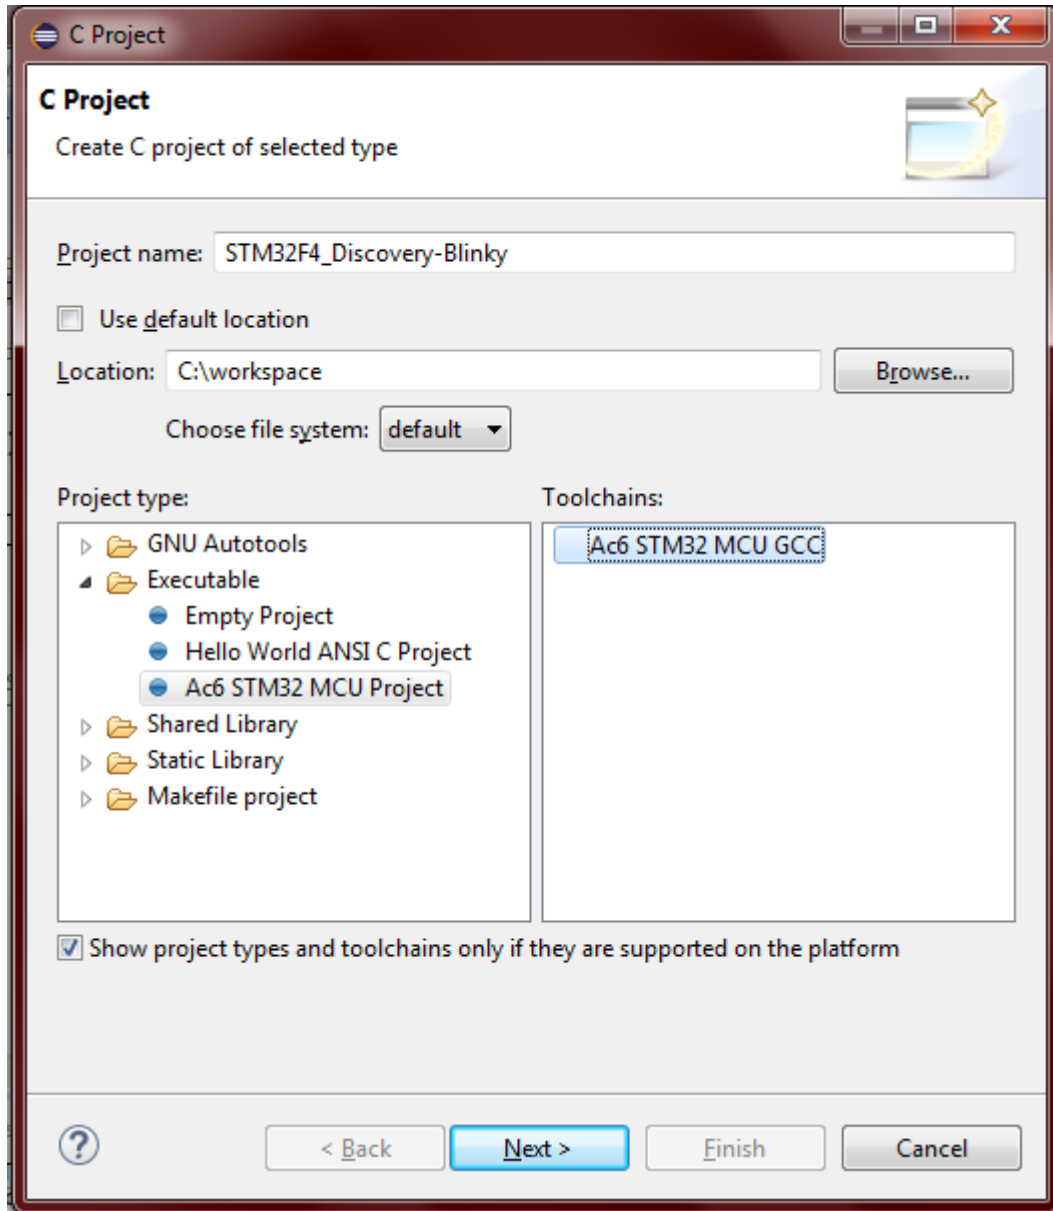 C Project
C Project
Create C project of selected type
Project name: STM32F4_Discovery-Blinky
Use default location
Location: C:\workspace Browse...
Choose file system: default
Project type: Toolchains:
GNU Autotools Ac6 STM32 MCU GCC
Executable
Empty Project
Hello World ANSI C Project
Ac6 STM32 MCU Project
Shared Library
Static Library
Makefile project
Show project types and toolchains only if they are supported on the platform
? < Back Next > Finish Cancel